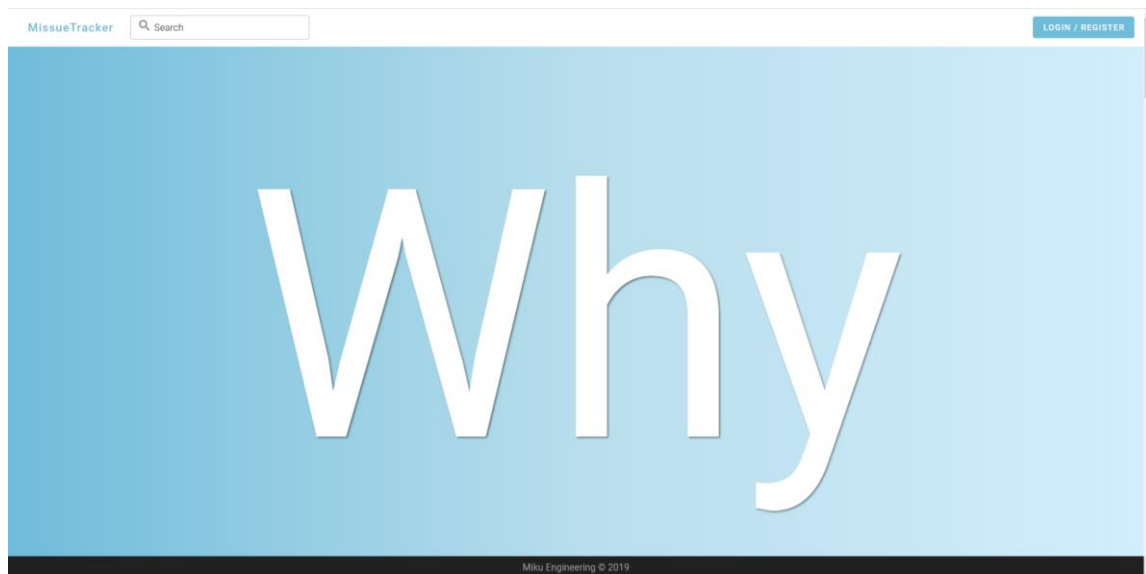 MissueTracker
Search
LOGIN / REGISTER
Why
Miku Engineering © 2019